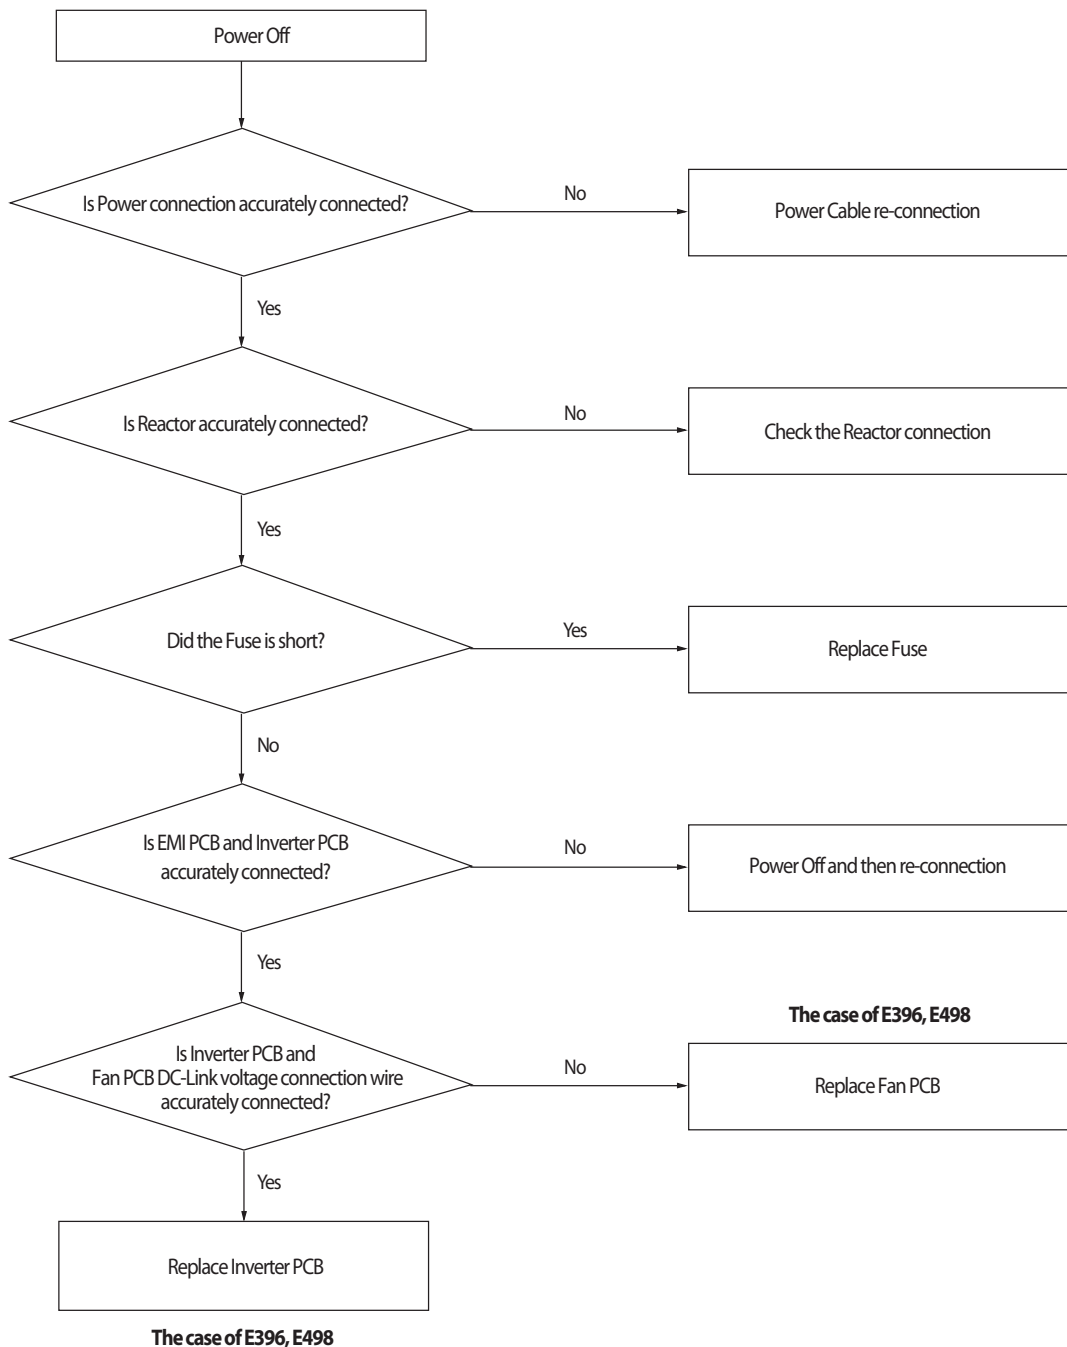 Power Off
Is Power connection accurately connected?
No
Power Cable re-connection
Yes
Is Reactor accurately connected?
No
Check the Reactor connection
Yes
Did the Fuse is short?
Yes
Replace Fuse
No
Is EMI PCB and Inverter PCB
accurately connected?
No
Power Off and then re-connection
Yes
The case of E396, E498
Is Inverter PCB and
Fan PCB DC-Link voltage connection wire
accurately connected?
No
Replace Fan PCB
Yes
Replace Inverter PCB
The case of E396, E498